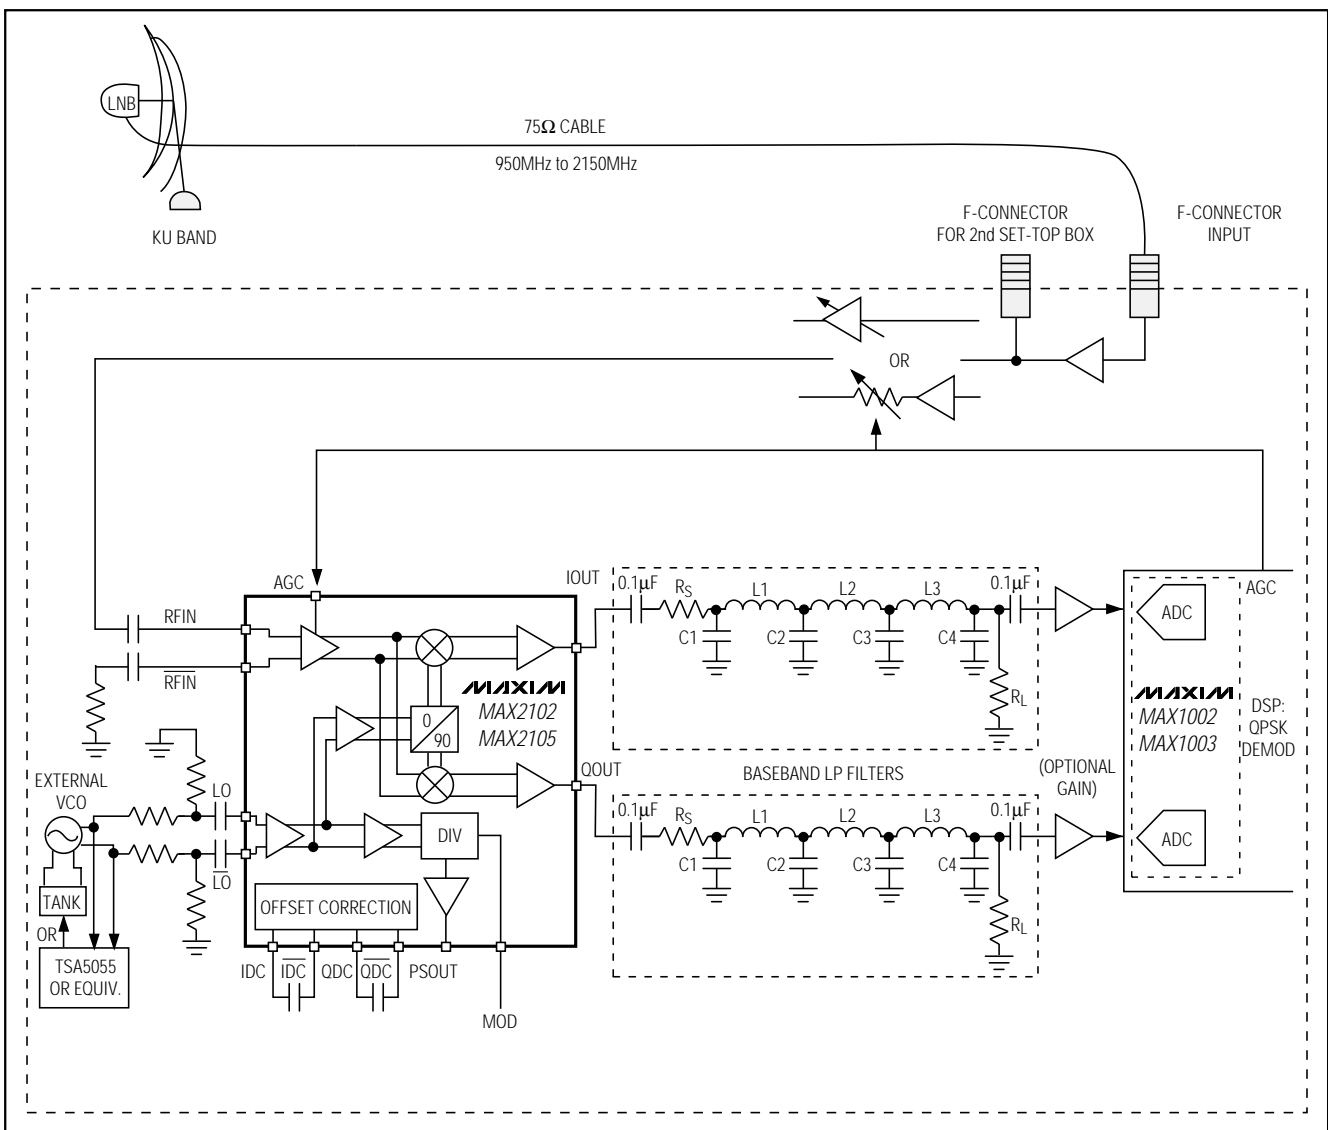 LNB
75Ω CABLE
950MHz to 2150MHz
KU BAND
F-CONNECTOR
FOR 2nd SET-TOP BOX
F-CONNECTOR
INPUT
OR
AGC
RFIN
RFIN
IOUT
0.1µF
RS
L1
L2
L3
0.1µF
C1
C2
C3
C4
RL
ADC
AGC
MAXIM
MAX2102
MAX2105
0
90
MAXIM
MAX1002
MAX1003
DSP:
QPSK
DEMOD
EXTERNAL
VCO
LO
LO
QOUT
BASEBAND LP FILTERS
(OPTIONAL
GAIN)
0.1µF
RS
L1
L2
L3
0.1µF
C1
C2
C3
C4
RL
ADC
DIV
TANK
OR
TSA5055
OR EQUIV.
OFFSET CORRECTION
IDC
IDC
QDC
QDC
PSOUT
MOD